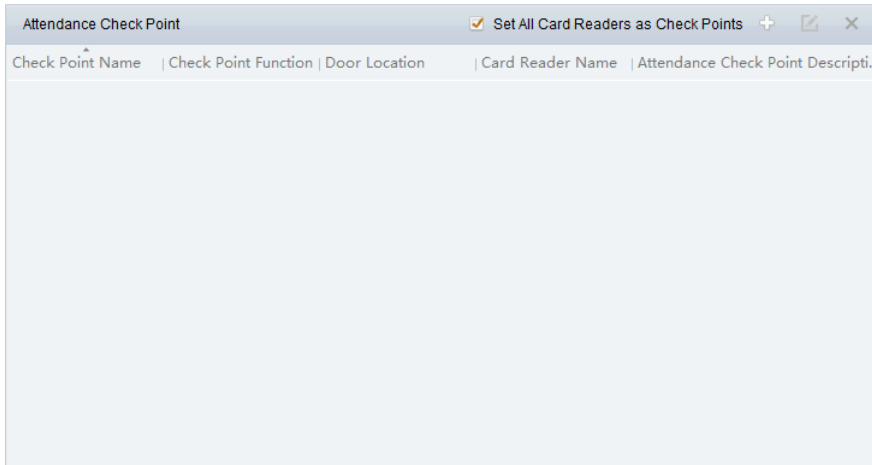 Attendance Check Point Set All Card Readers as Check Points
Check Point Name Check Point Function Door Location Card Reader Name Attendance Check Point Descripti..